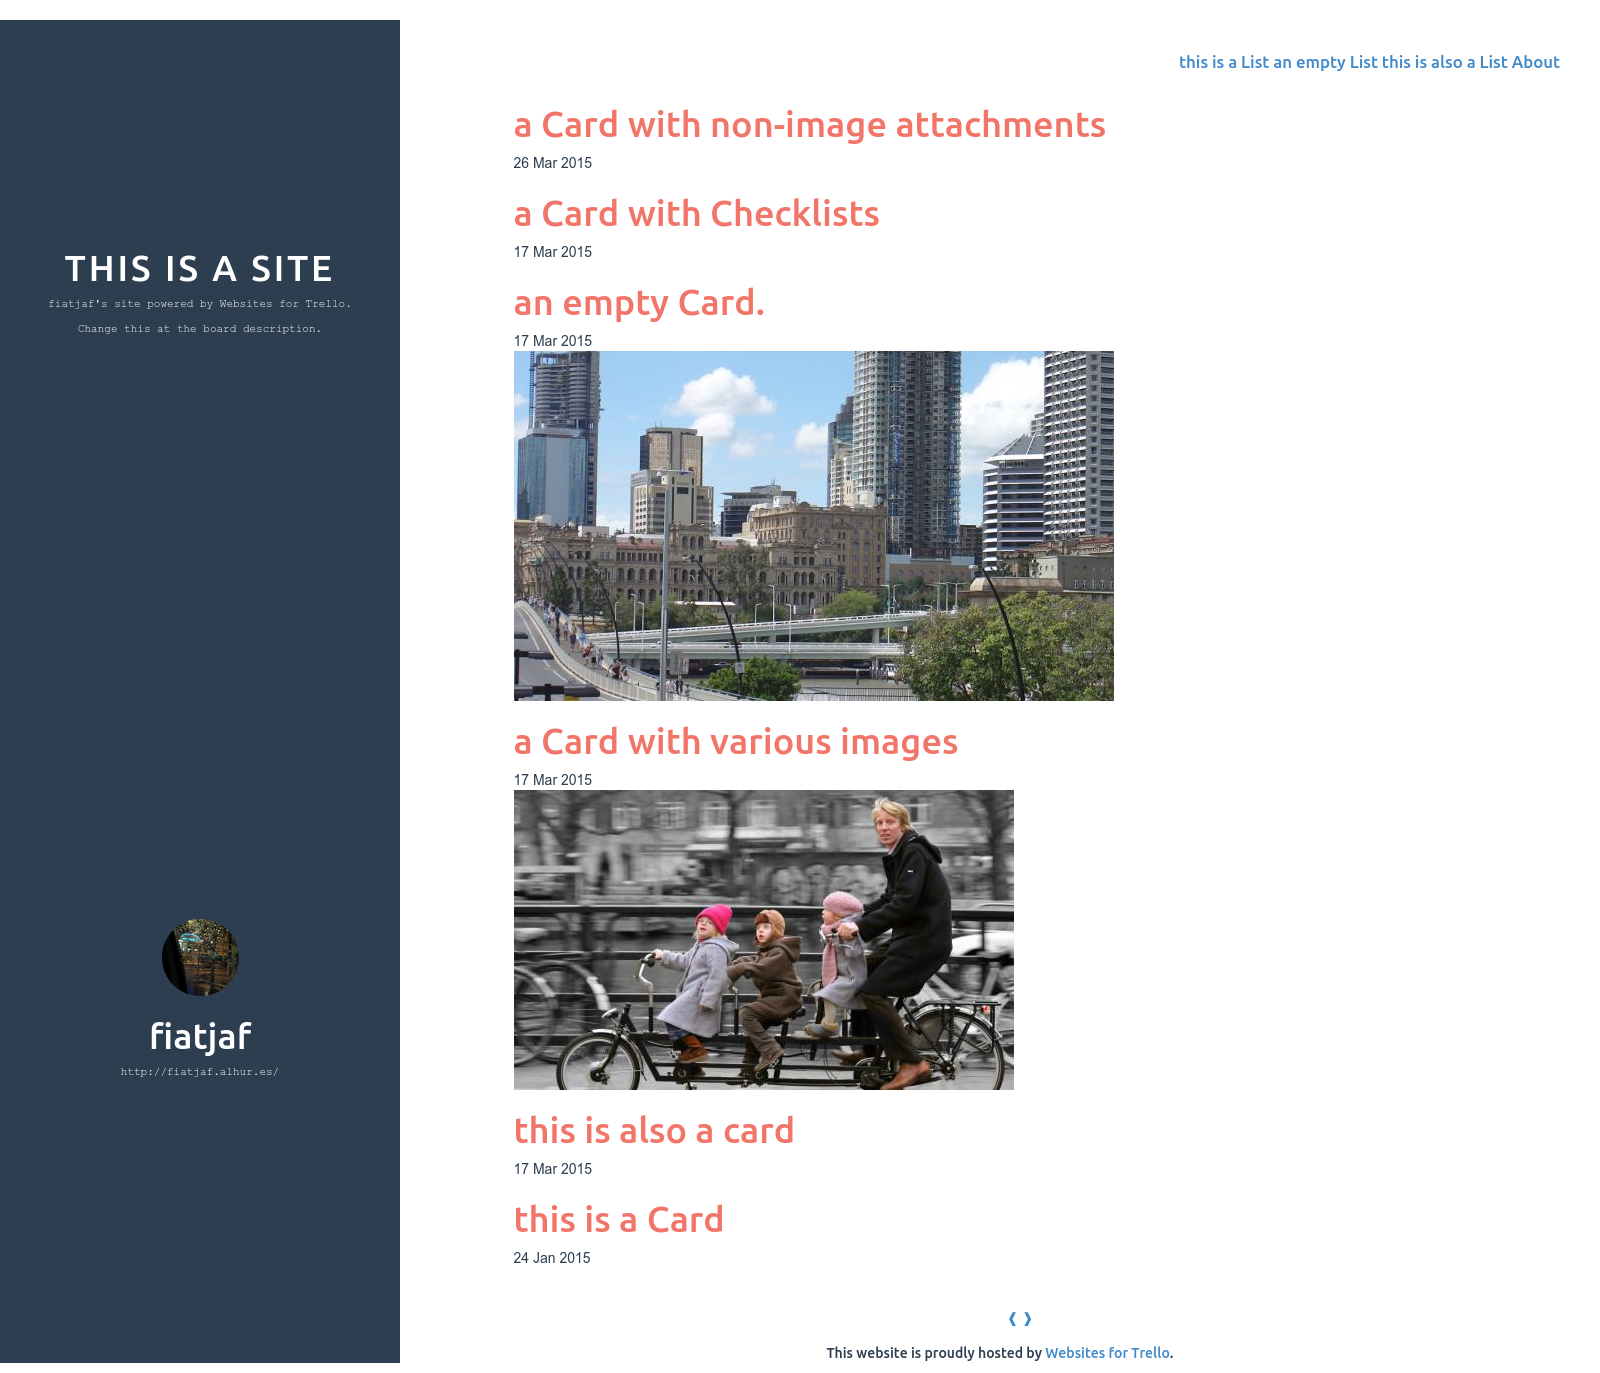 THIS IS A SITE
fiatjaf's site powered by Websites for Trello.
Change this at the board description.
fiatjaf
http://fiatjaf.alhur.es/
this is a List an empty List this is also a List About
a Card with non-image attachments
26 Mar 2015
a Card with Checklists
17 Mar 2015
an empty Card.
17 Mar 2015
a Card with various images
17 Mar 2015
this is also a card
17 Mar 2015
this is a Card
24 Jan 2015
❰ ❱
This website is proudly hosted by Websites for Trello.